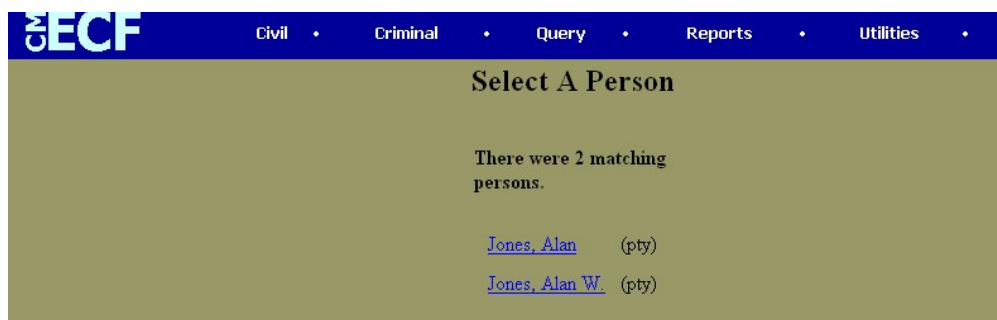 CM ECF Civil • Criminal • Query • Reports • Utilities •
Select A Person
There were 2 matching
persons.
Jones, Alan (pty)
Jones, Alan W. (pty)